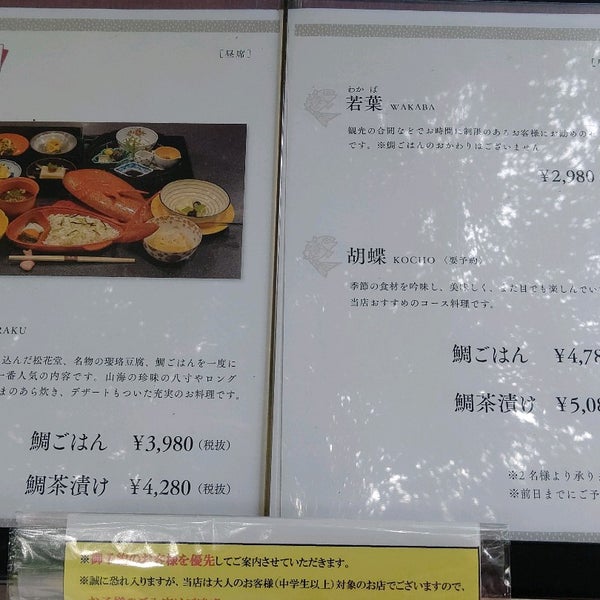 ［昼席］
RAKU
込んだ松花堂、名物の瓔珞豆腐、鯛ごはんを一度に
一番人気の内容です。山海の珍味の八寸やロング
まのあら炊き、デザートもついた充実のお料理です。
鯛ごはん ¥3,980（税抜）
鯛茶漬け ¥4,280（税抜）
わか ば
若葉 WAKABA
観光の合間などでお時間に制限のあるお客様にお勧めの
です。※鯛ごはんのおかわりはございません
¥2,980
胡蝶 KOCHO（要予約）
季節の食材を吟味し、美味しく、また目でも楽しんでい
当店おすすめのコース料理です。
鯛ごはん ¥4,78
鯛茶漬け ¥5,08
※2名様より承り
※前日までにご予
※御予約のお客様を優先してご案内させていただきます。
※誠に恐れ入りますが、当店は大人のお客様（中学生以上）対象のお店でございますので、